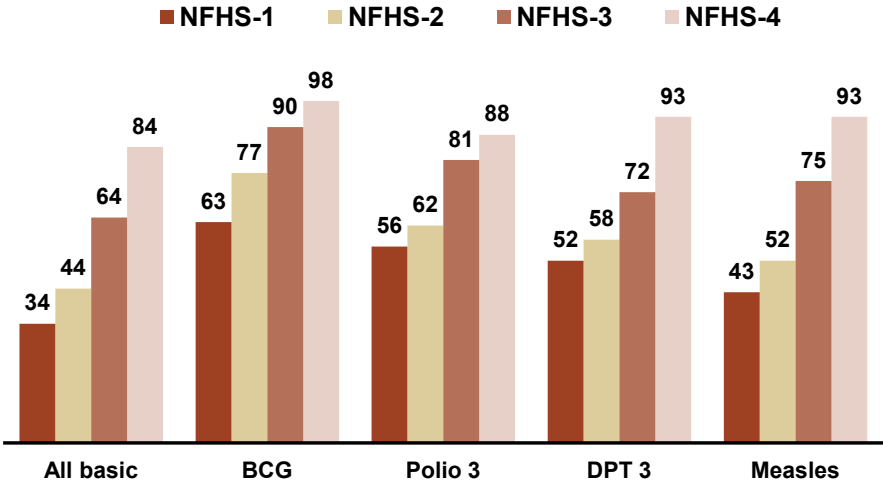 NFHS-1 NFHS-2 NFHS-3 NFHS-4
34 44 64 84
63 77 90 98
56 62 81 88
52 58 72 93
43 52 75 93
All basic BCG Polio 3 DPT 3 Measles